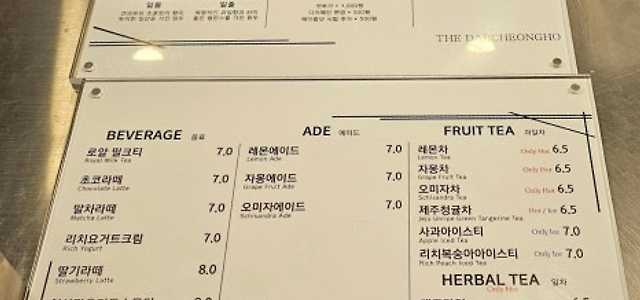 THE DABCHEONGHO
BEVERAGE 음료
로얄 밀크티 7,0
Royal Milk Tea
초코라떼 7,0
Chocolate Latte
말차라떼 7,0
Matcha Latte
리치요거트크림 7,0
Rich Yogurt
딸기라떼 8.0
Strawberry Latte
ADE 에이드
레몬에이드 7,0
Lemon Ade
자몽에이드 7,0
Grape Fruit Ade
오미자에이드 7,0
Schisandra Ade
FRUIT TEA 과일차
레몬차 Only Hot 6.5
Lemon Tea
자몽차 Only Hot 6.5
Grape Fruit Tea
오미자차 Only Hot 6.5
Schisandra Tea
제주청귤차 Hot / Ice 6.5
Jeju Unripe Green Tangerine Tea
사과아이스티 Only Ice 7,0
Apple Iced Tea
리치복숭아아이스티 Only Ice 7,0
Rich Peach Iced Tea
HERBAL TEA 잎차
Only Hot